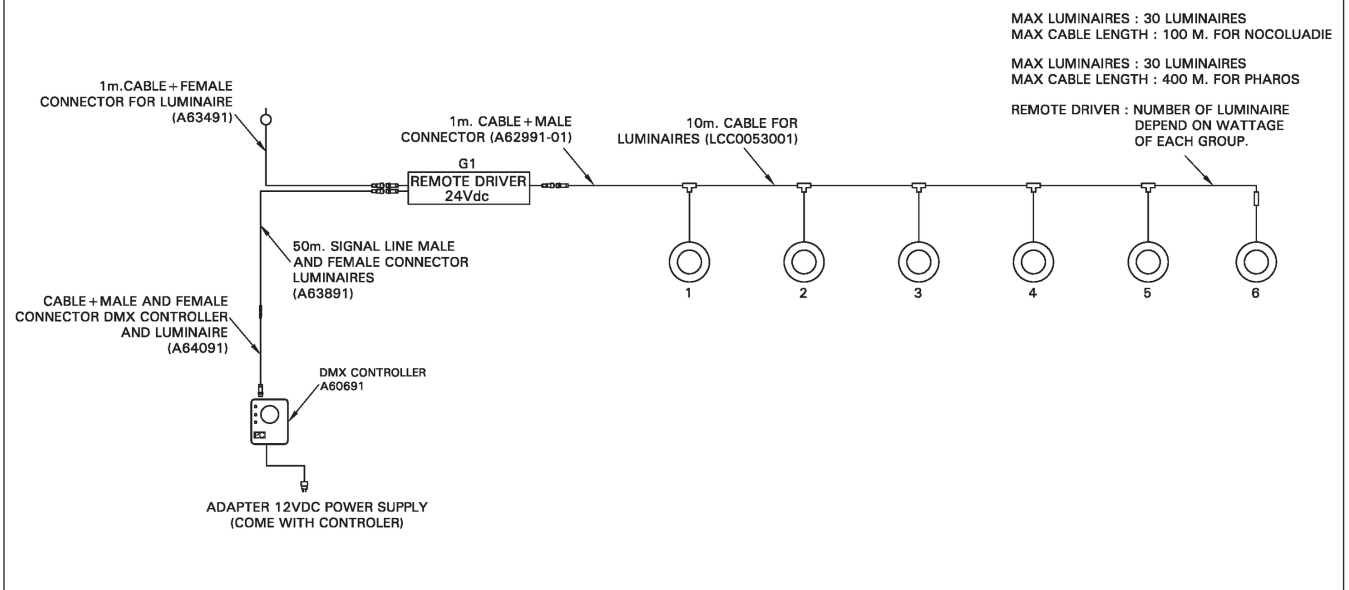 MAX LUMINAIRES : 30 LUMINAIRES
MAX CABLE LENGTH : 100 M. FOR NOCOLUADIE
MAX LUMINAIRES : 30 LUMINAIRES
MAX CABLE LENGTH : 400 M. FOR PHAROS
REMOTE DRIVER : NUMBER OF LUMINAIRE
DEPEND ON WATTAGE
OF EACH GROUP.
1m.CABLE+FEMALE
CONNECTOR FOR LUMINAIRE
(A63491)
1m. CABLE+MALE
CONNECTOR (A62991-01)
10m. CABLE FOR
LUMINAIRES (LCC0053001)
G1
REMOTE DRIVER
24Vdc
50m. SIGNAL LINE MALE
AND FEMALE CONNECTOR
LUMINAIRES
(A63891)
1
2
3
4
5
6
CABLE+MALE AND FEMALE
CONNECTOR DMX CONTROLLER
AND LUMINAIRE
(A64091)
DMX CONTROLLER
A60691
ADAPTER 12VDC POWER SUPPLY
(COME WITH CONTROLER)